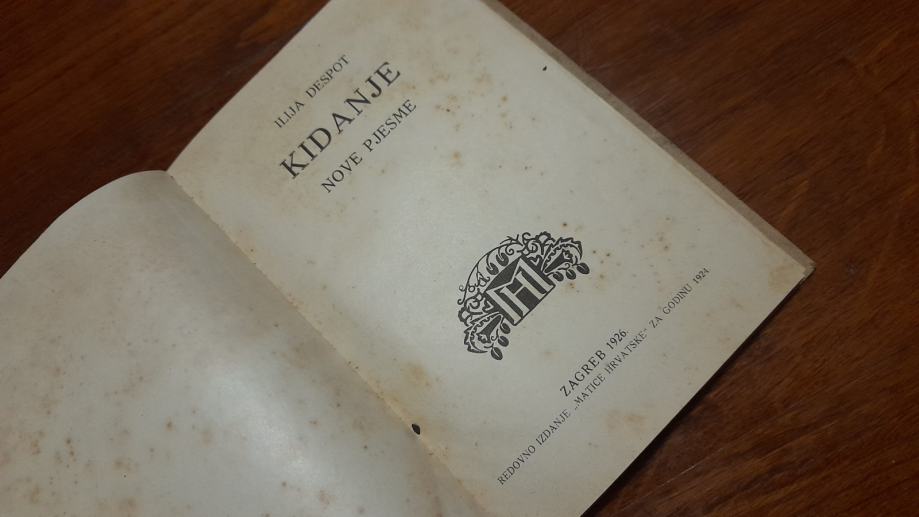 ILIJA DESPOT
KIDANJE
NOVE PJESME
ZAGREB 1926.
REDOVNO IZDANJE „MATICE HRVATSKE“ ZA GODINU 1924